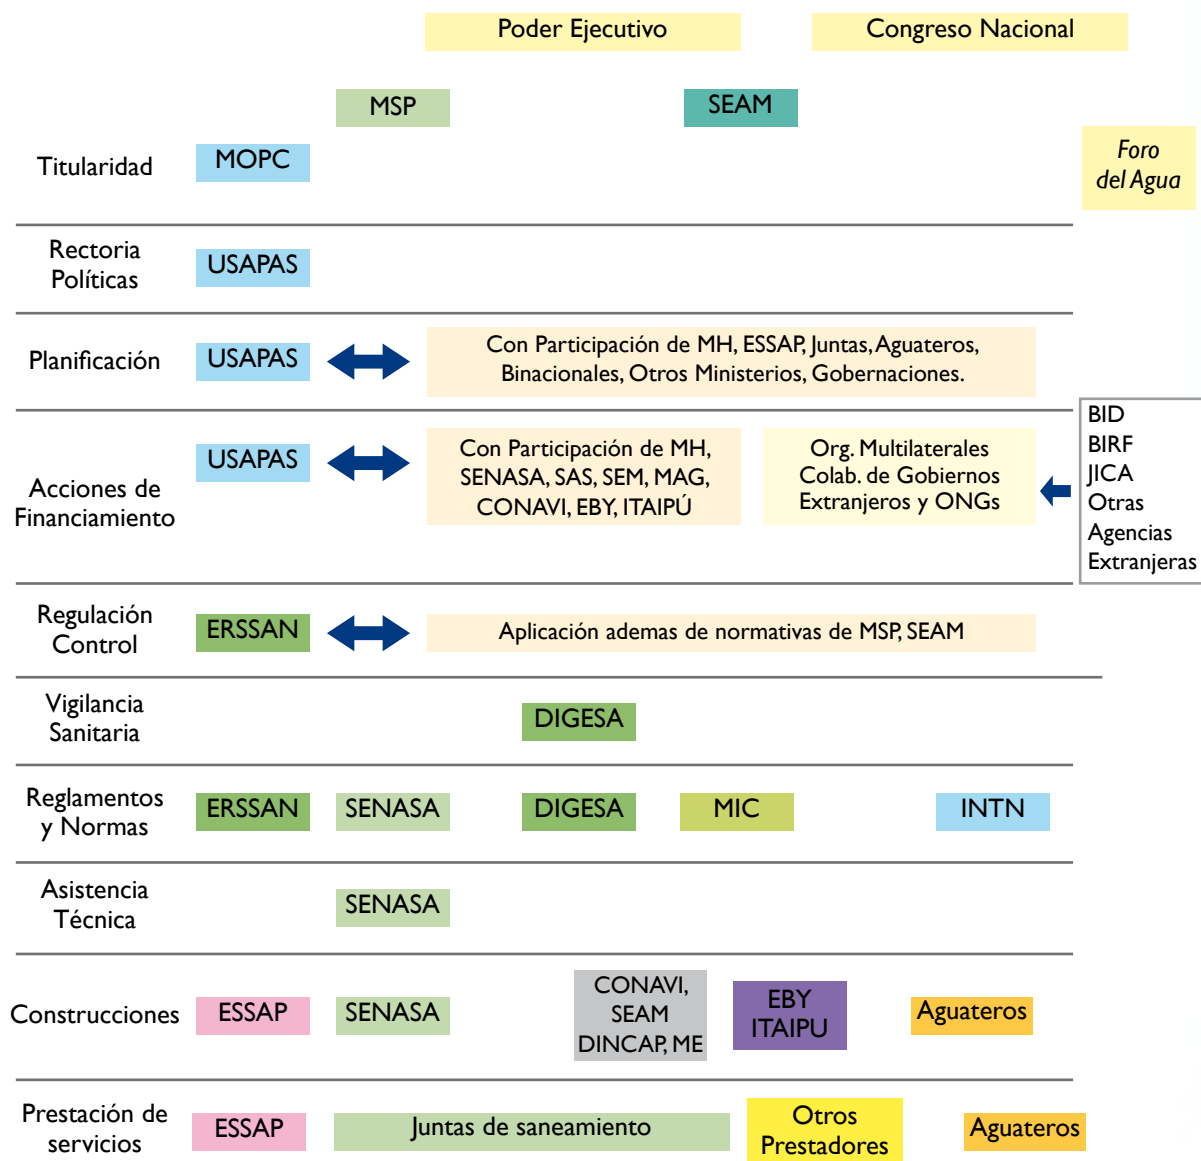 Poder Ejecutivo
Congreso Nacional
MSP
SEAM
Titularidad
MOPC
Foro
del Agua
Rectoria
Políticas
USAPAS
Planificación
USAPAS
Con Participación de MH, ESSAP, Juntas, Aguateros,
Binacionales, Otros Ministerios, Gobernaciones.
Acciones de
Financiamiento
USAPAS
Con Participación de MH,
SENASA, SAS, SEM, MAG,
CONAVI, EBY, ITAIPÚ
Org. Multilaterales
Colab. de Gobiernos
Extranjeros y ONGs
BID
BIRF
JICA
Otras
Agencias
Extranjeras
Regulación
Control
ERSSAN
Aplicación ademas de normativas de MSP, SEAM
Vigilancia
Sanitaria
DIGESA
Reglamentos
y Normas
ERSSAN
SENASA
DIGESA
MIC
INTN
Asistencia
Técnica
SENASA
Construcciones
ESSAP
SENASA
CONAVI,
SEAM
DINCAP, ME
EBY
ITAIPU
Aguateros
Prestación de
servicios
ESSAP
Juntas de saneamiento
Otros
Prestadores
Aguateros